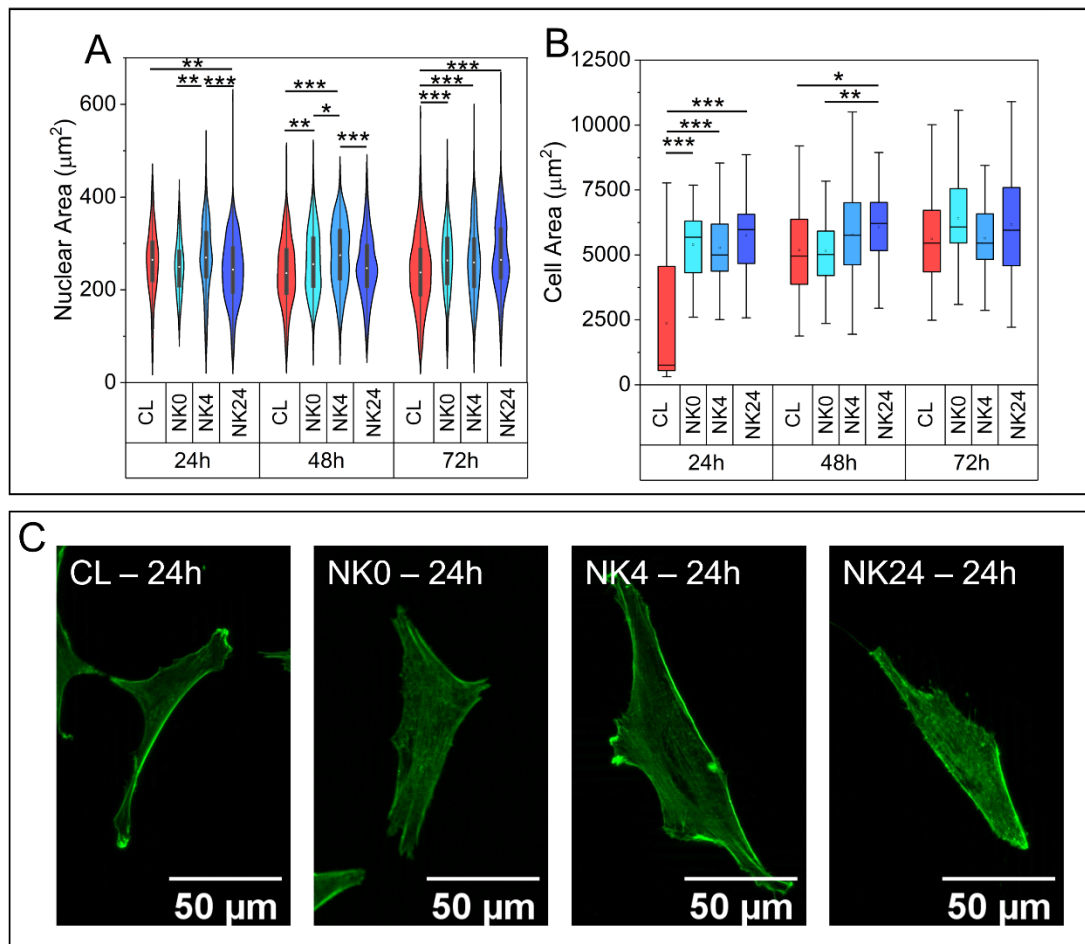 A
Nuclear Area (μm²)
600
400
200
0
** 
** ***
***
*
** ***
***
***
***
CL NK0 NK4 NK24 CL NK0 NK4 NK24 CL NK0 NK4 NK24
24h 48h 72h
B
Cell Area (μm²)
12500
10000
7500
5000
2500
0
***
***
***
*
**
CL NK0 NK4 NK24 CL NK0 NK4 NK24 CL NK0 NK4 NK24
24h 48h 72h
C
CL – 24h NK0 – 24h NK4 – 24h NK24 – 24h
50 μm 50 μm 50 μm 50 μm